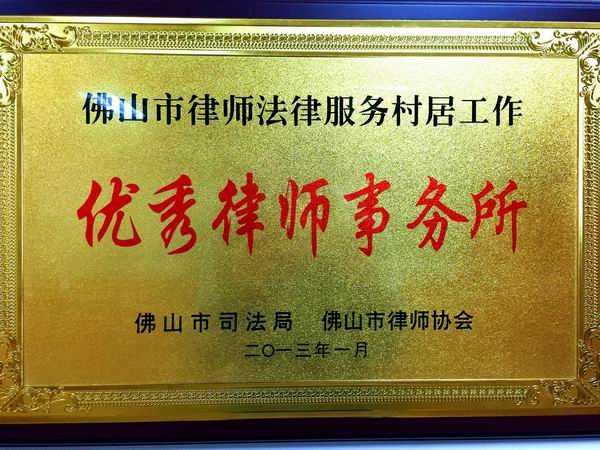 佛山市律师法律服务村居工作
优秀律师事务所
佛山市司法局 佛山市律师协会
二〇一三年一月